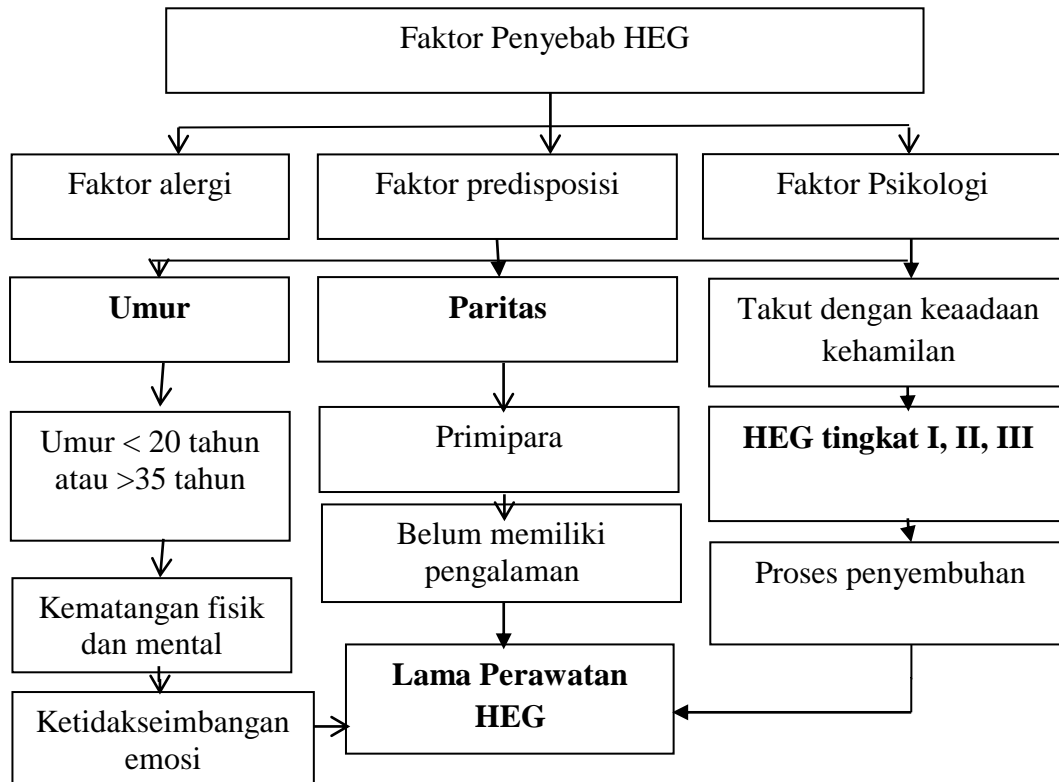 Faktor Penyebab HEG
Faktor alergi
Faktor predisposisi
Faktor Psikologi
Umur
Paritas
Takut dengan keaadaan
kehamilan
Umur < 20 tahun
atau >35 tahun
Primipara
HEG tingkat I, II, III
Belum memiliki
pengalaman
Proses penyembuhan
Kematangan fisik
dan mental
Lama Perawatan
HEG
Ketidakseimbangan
emosi